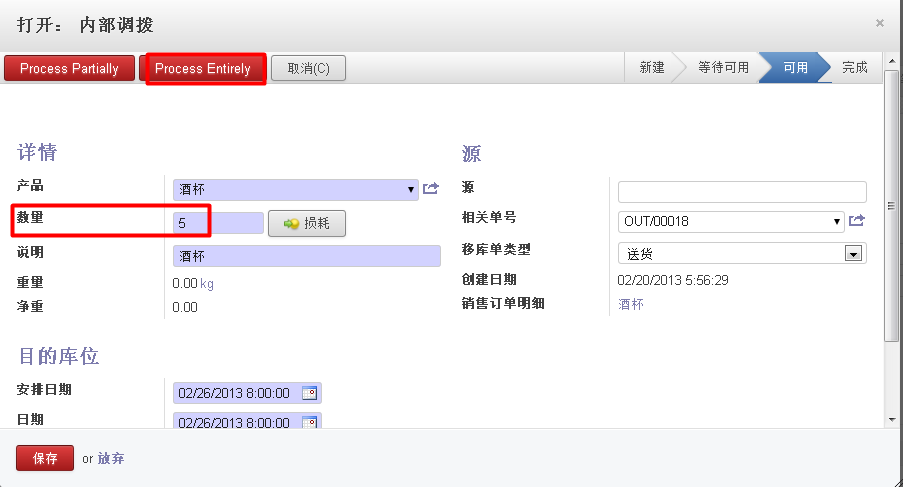 打开： 内部调拨
×
Process Partially
Process Entirely
取消(C)
新建
等待可用
可用
完成
详情
产品
酒杯
数量
5
损耗
说明
酒杯
重量
0.00 kg
净重
0.00
源
源
相关单号
OUT/00018
移库单类型
送货
创建日期
02/20/2013 5:56:29
销售订单明细
酒杯
目的库位
安排日期
02/26/2013 8:00:00
日期
02/26/2013 8:00:00
保存 or 放弃